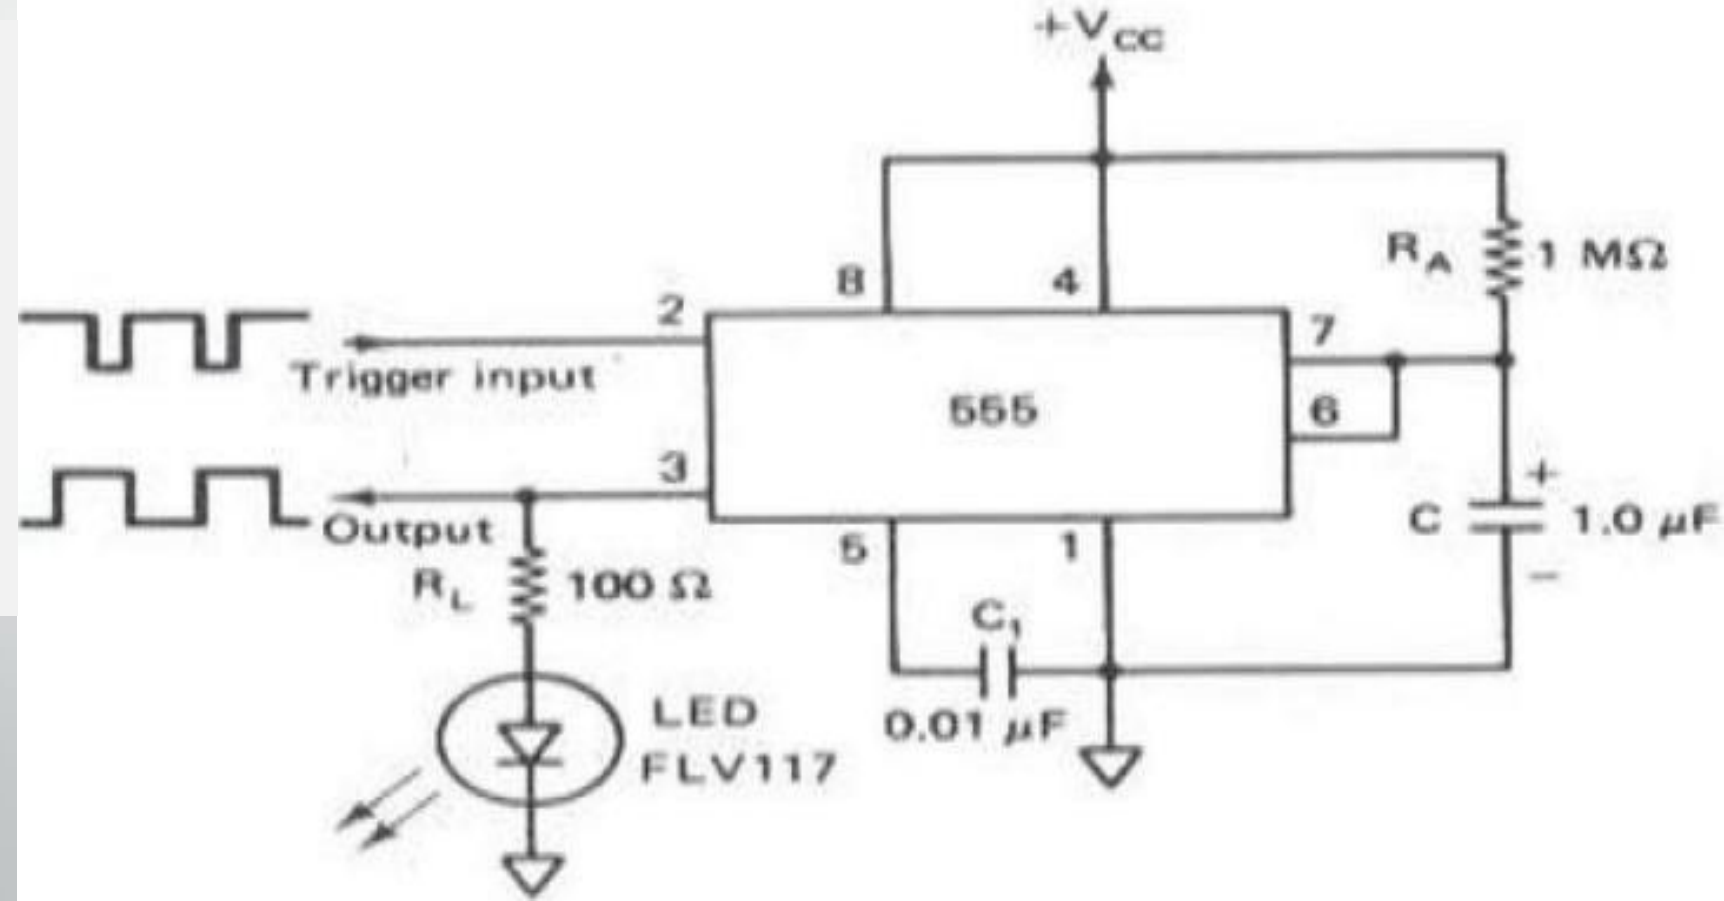 +VCC
RA
1 MΩ
8
4
2
7
Trigger input
555
6
3
Output
C
+
1.0 μF
−
5
1
RL
100 Ω
C1
0.01 μF
LED
FLV117